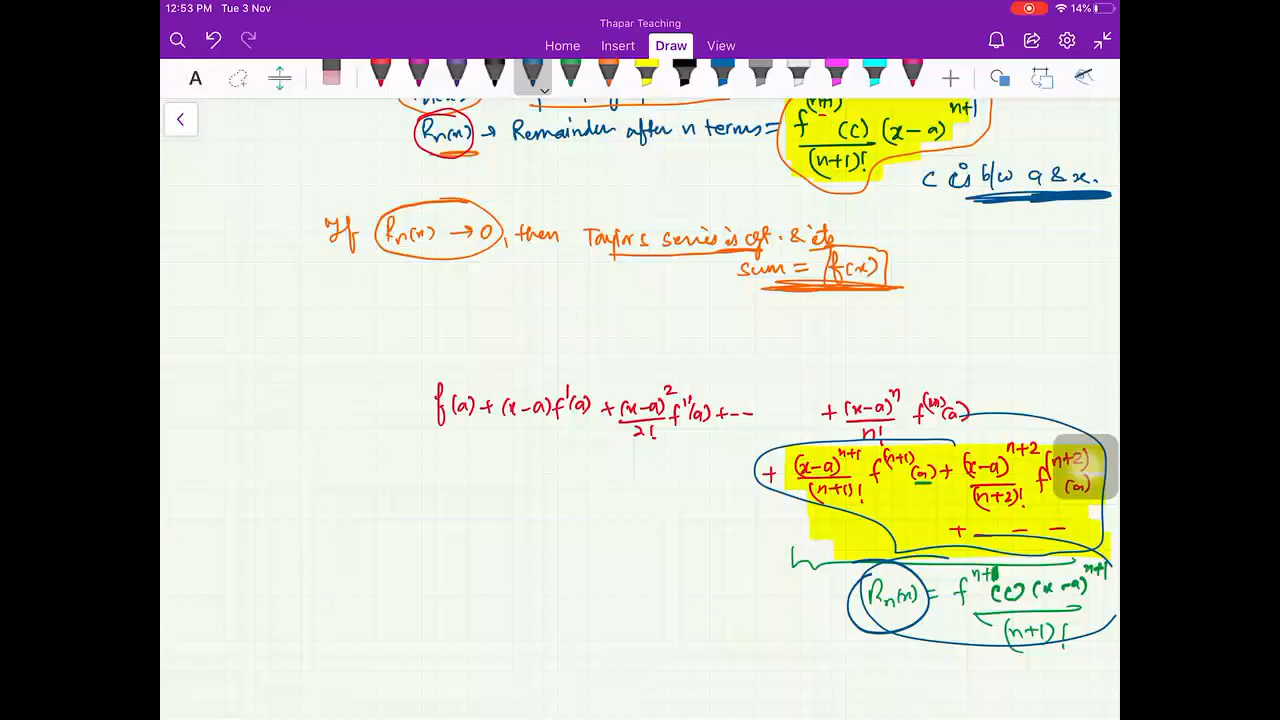 12:53 PM Tue 3 Nov
14%
Thapar Teaching
Home Insert Draw View
A
Rn(x) → Remainder after n terms = f^(n+1)(c) (x-a)^n+1 / (n+1)!
c is b/w a & x.
If Rn(x) → 0, then Taylor's series is cgt. & its
sum = f(x)
f(a) + (x-a)f'(a) + (x-a)^2/2! f''(a) + -- + (x-a)^n/n! f^(n)(a)
+ (x-a)^n+1/(n+1)! f^(n+1)(a) + (x-a)^n+2/(n+2)! f^(n+2)(a)
+ - - -
Rn(x) = f^n+1(c) (x-a)^n+1 / (n+1)!